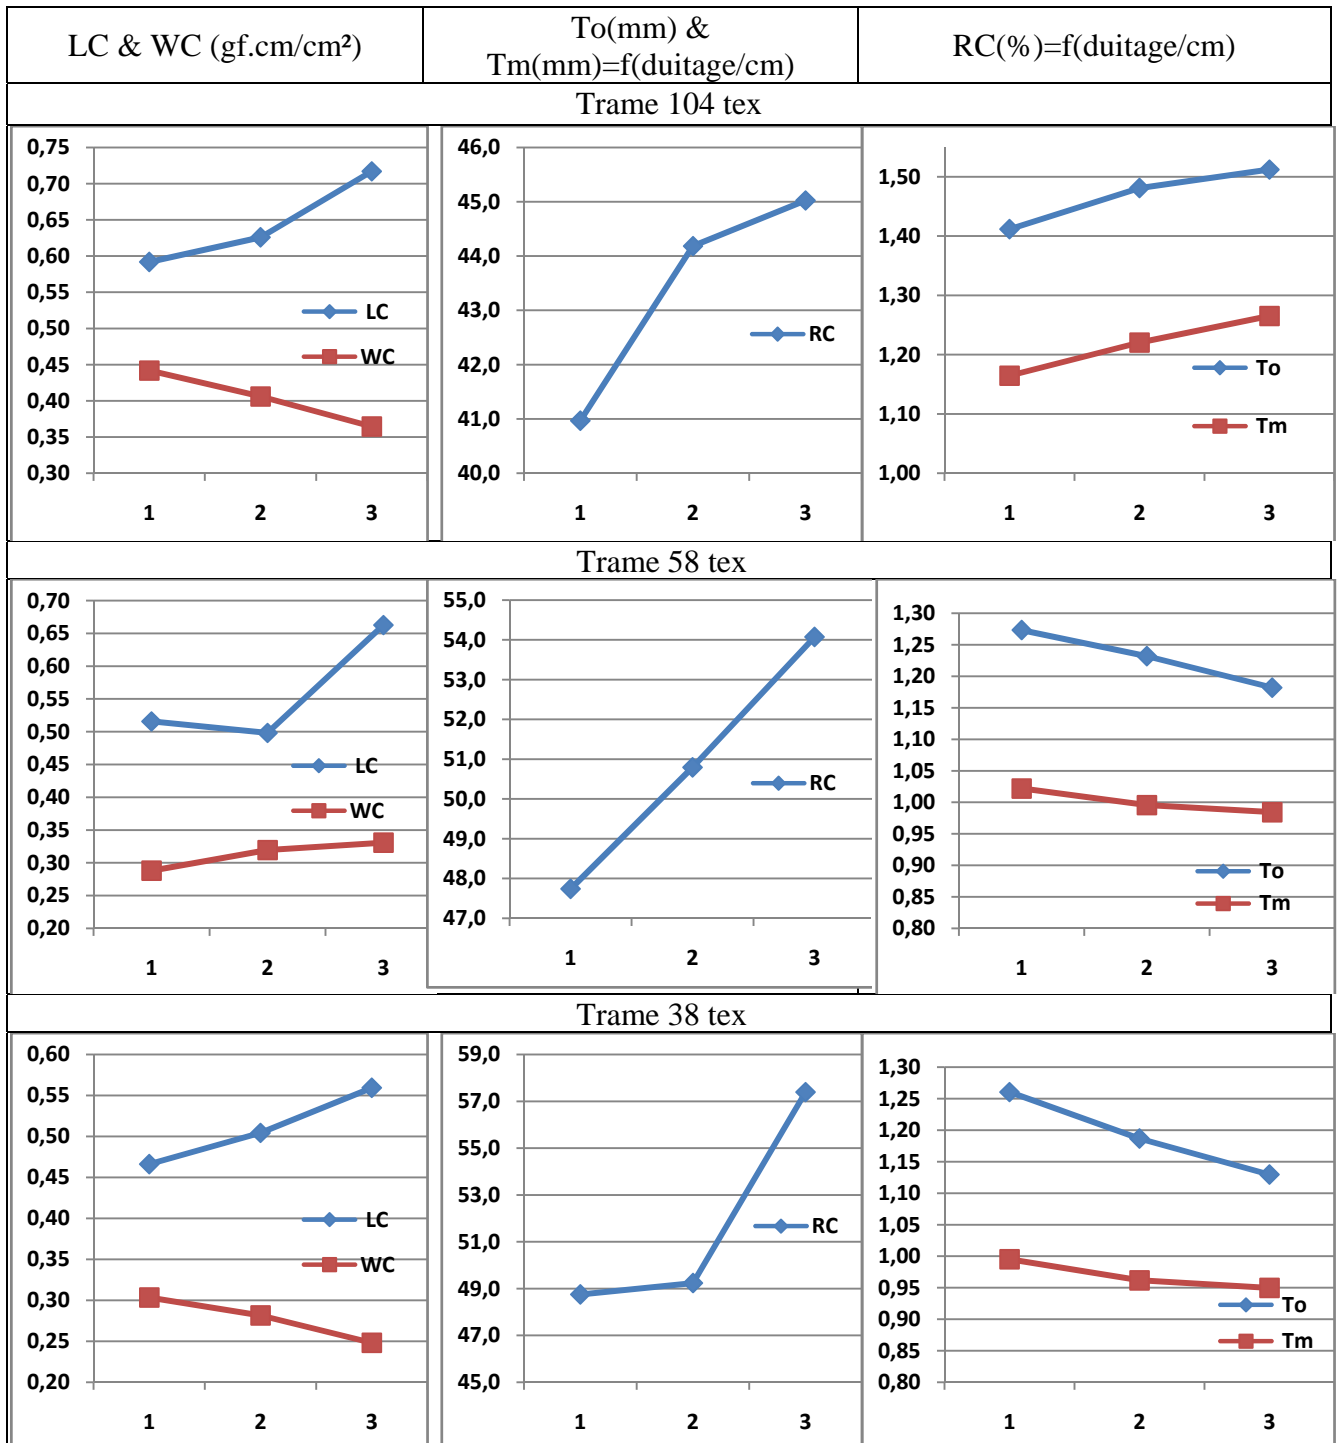 LC & WC (gf.cm/cm²)
To(mm) &
Tm(mm)=f(duitage/cm)
RC(%)=f(duitage/cm)
Trame 104 tex
0,75
0,70
0,65
0,60
0,55
0,50
0,45
0,40
0,35
0,30
LC
WC
1 2 3
46,0
45,0
44,0
43,0
42,0
41,0
40,0
RC
1 2 3
1,50
1,40
1,30
1,20
1,10
1,00
To
Tm
1 2 3
Trame 58 tex
0,70
0,65
0,60
0,55
0,50
0,45
0,40
0,35
0,30
0,25
0,20
LC
WC
1 2 3
55,0
54,0
53,0
52,0
51,0
50,0
49,0
48,0
47,0
RC
1 2 3
1,30
1,25
1,20
1,15
1,10
1,05
1,00
0,95
0,90
0,85
0,80
To
Tm
1 2 3
Trame 38 tex
0,60
0,55
0,50
0,45
0,40
0,35
0,30
0,25
0,20
LC
WC
1 2 3
59,0
57,0
55,0
53,0
51,0
49,0
47,0
45,0
RC
1 2 3
1,30
1,25
1,20
1,15
1,10
1,05
1,00
0,95
0,90
0,85
0,80
To
Tm
1 2 3